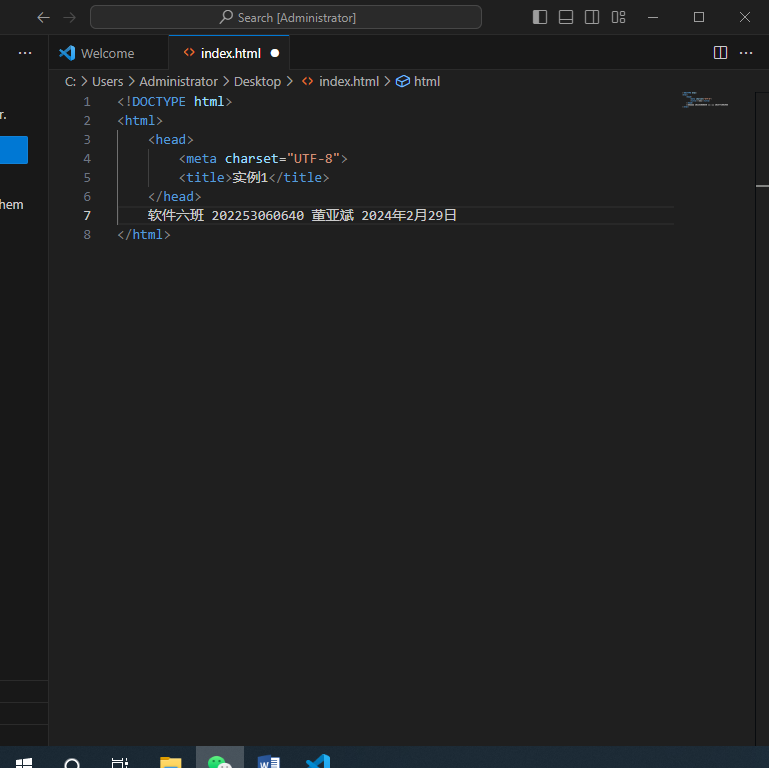 Search [Administrator]
Welcome
index.html
C: > Users > Administrator > Desktop > index.html > html
r.
hem
1 <!DOCTYPE html>
2 <html>
3 <head>
4 <meta charset="UTF-8">
5 <title>实例1</title>
6 </head>
7 软件六班 202253060640 董亚斌 2024年2月29日
8 </html>